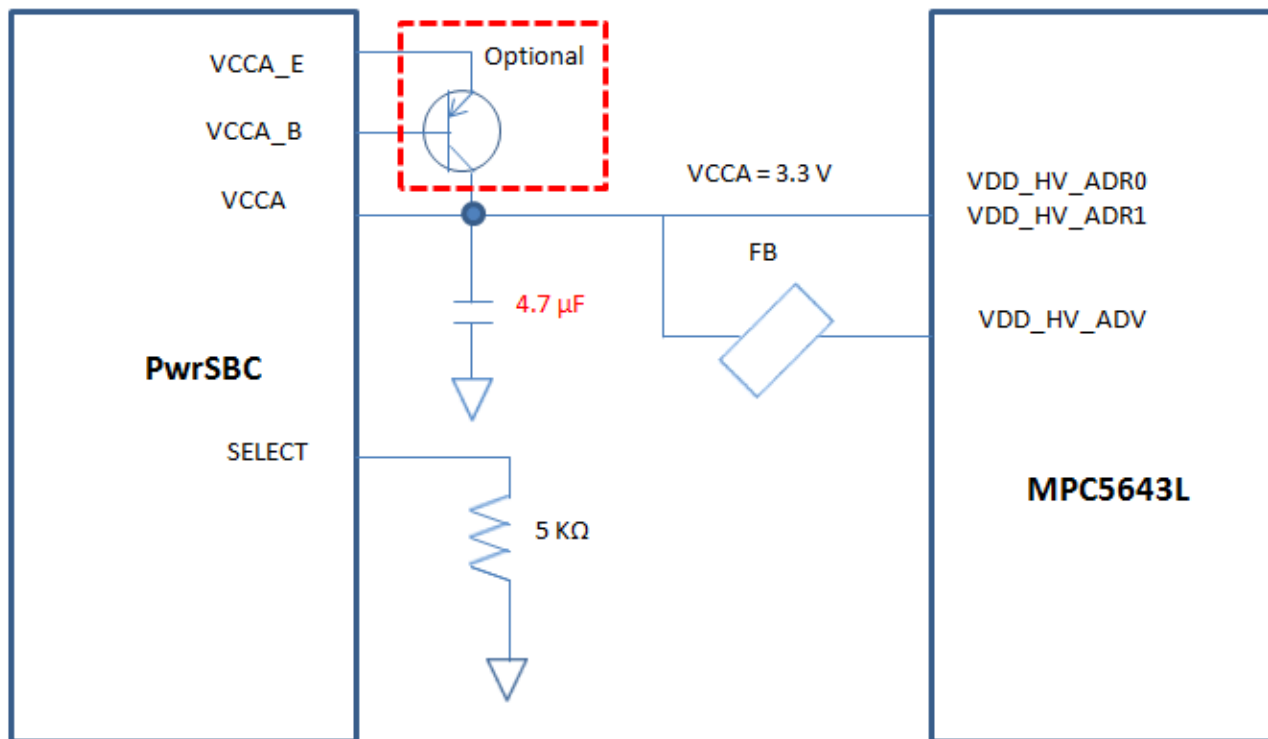 VCCA_E
Optional
VCCA_B
VCCA
VCCA = 3.3 V
VDD_HV_ADR0
VDD_HV_ADR1
FB
4.7 µF
VDD_HV_ADV
PwrSBC
SELECT
MPC5643L
5 KΩ